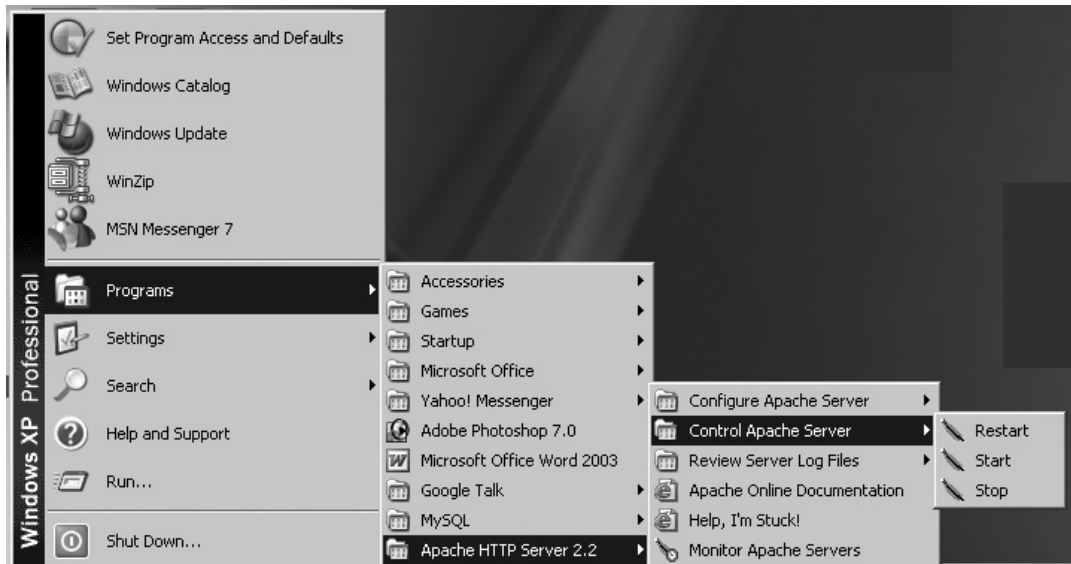 Windows XP Professional
Set Program Access and Defaults
Windows Catalog
Windows Update
WinZip
MSN Messenger 7
Programs
Settings
Search
Help and Support
Run...
Shut Down...
Accessories
Games
Startup
Microsoft Office
Yahoo! Messenger
Adobe Photoshop 7.0
Microsoft Office Word 2003
Google Talk
MySQL
Apache HTTP Server 2.2
Configure Apache Server
Control Apache Server
Review Server Log Files
Apache Online Documentation
Help, I'm Stuck!
Monitor Apache Servers
Restart
Start
Stop